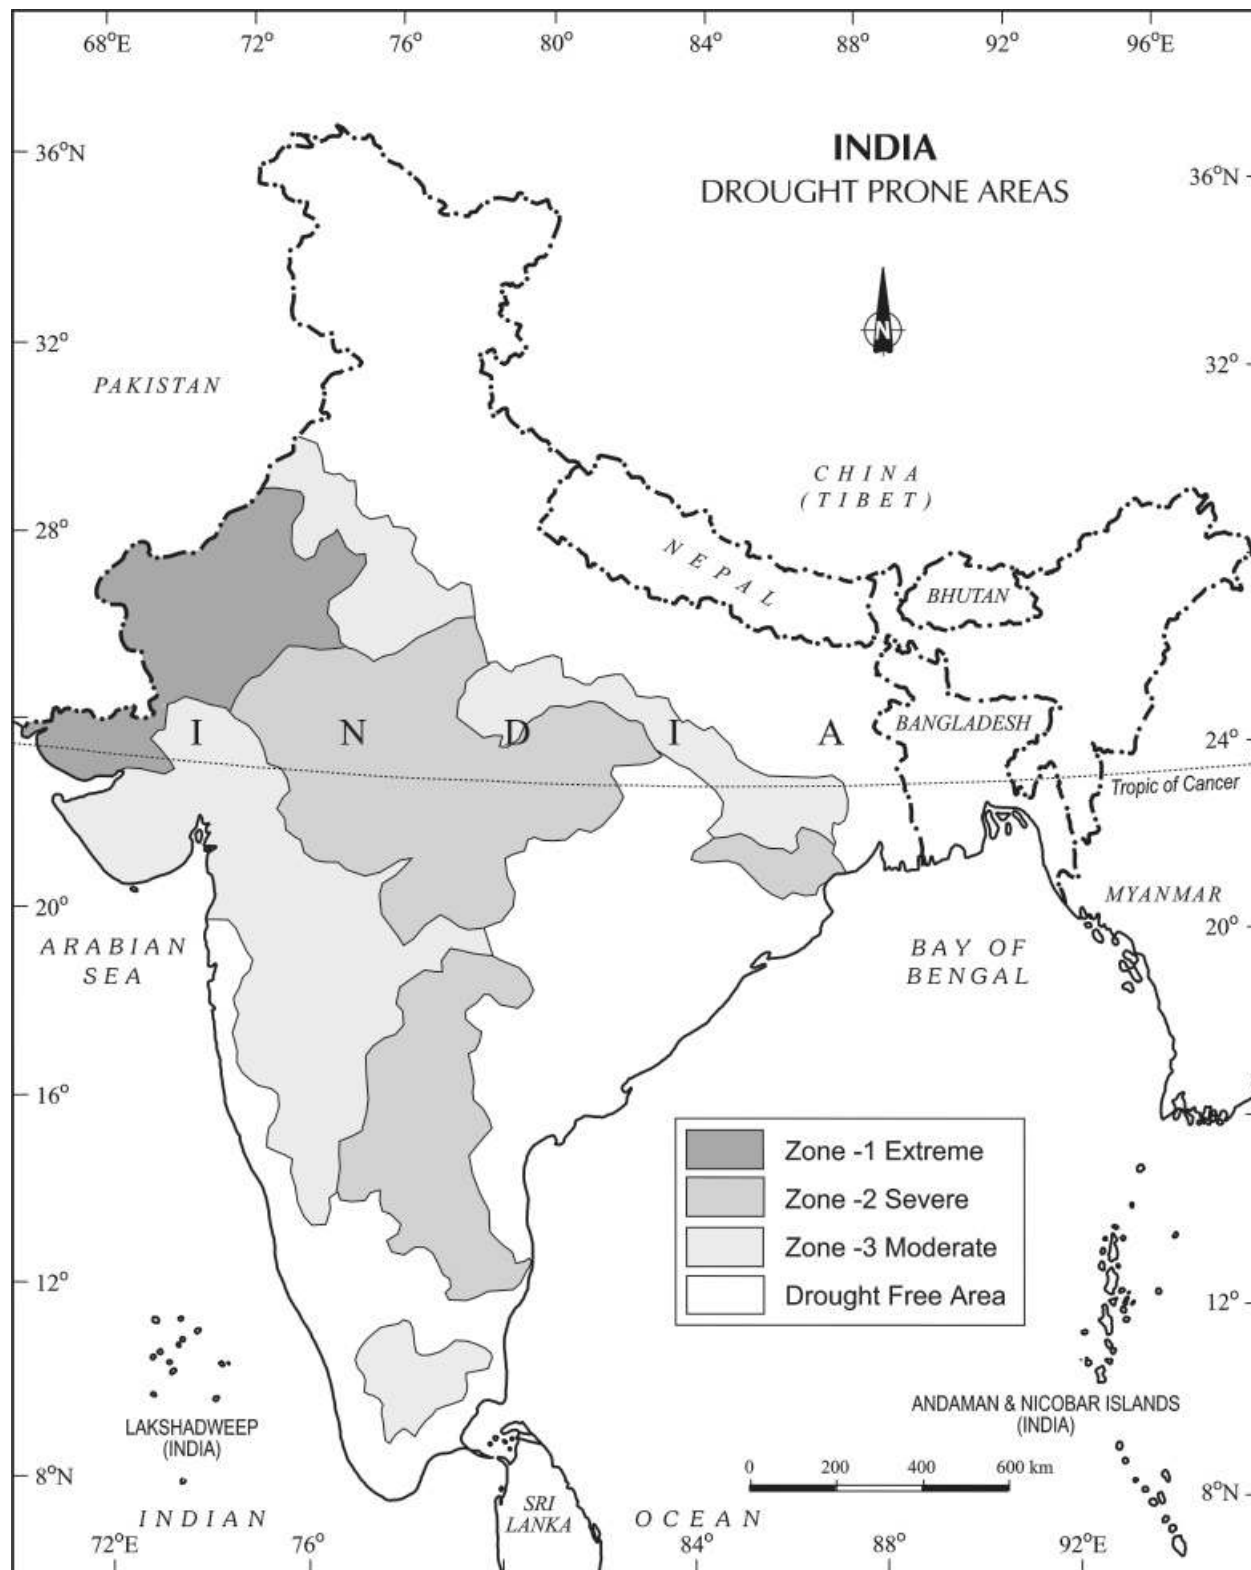 68°E 72° 76° 80° 84° 88° 92° 96°E
INDIA
DROUGHT PRONE AREAS
36°N
36°N
N
32°
32°
PAKISTAN
CHINA
(TIBET)
28°
NEPAL
BHUTAN
I N D I A
BANGLADESH
24°
Tropic of Cancer
20°
20°
MYANMAR
ARABIAN
SEA
BAY OF
BENGAL
16°
Zone -1 Extreme
Zone -2 Severe
Zone -3 Moderate
Drought Free Area
12°
12°
LAKSHADWEEP
(INDIA)
ANDAMAN & NICOBAR ISLANDS
(INDIA)
0 200 400 600 km
8°N
8°N
SRI
LANKA
INDIAN OCEAN
72°E 76° 84° 88° 92°E